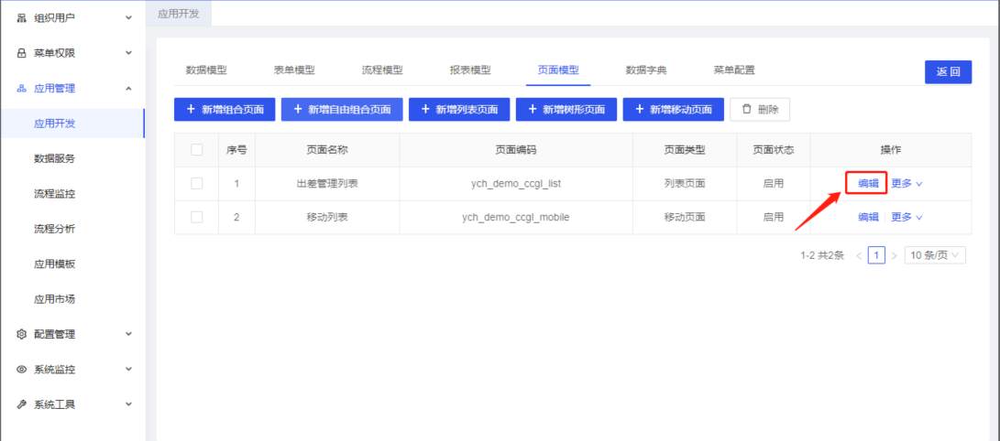 组织用户
菜单权限
应用管理
应用开发
数据服务
流程监控
流程分析
应用模板
应用市场
配置管理
系统监控
系统工具
应用开发
数据模型 表单模型 流程模型 报表模型 页面模型 数据字典 菜单配置 返回
+ 新增组合页面 + 新增自由组合页面 + 新增列表页面 + 新增树形页面 + 新增移动页面 删除
序号 页面名称 页面编码 页面类型 页面状态 操作
1 出差管理列表 ych_demo_ccgl_list 列表页面 启用 编辑 更多
2 移动列表 ych_demo_ccgl_mobile 移动页面 启用 编辑 更多
1-2 共2条 < 1 > 10 条/页